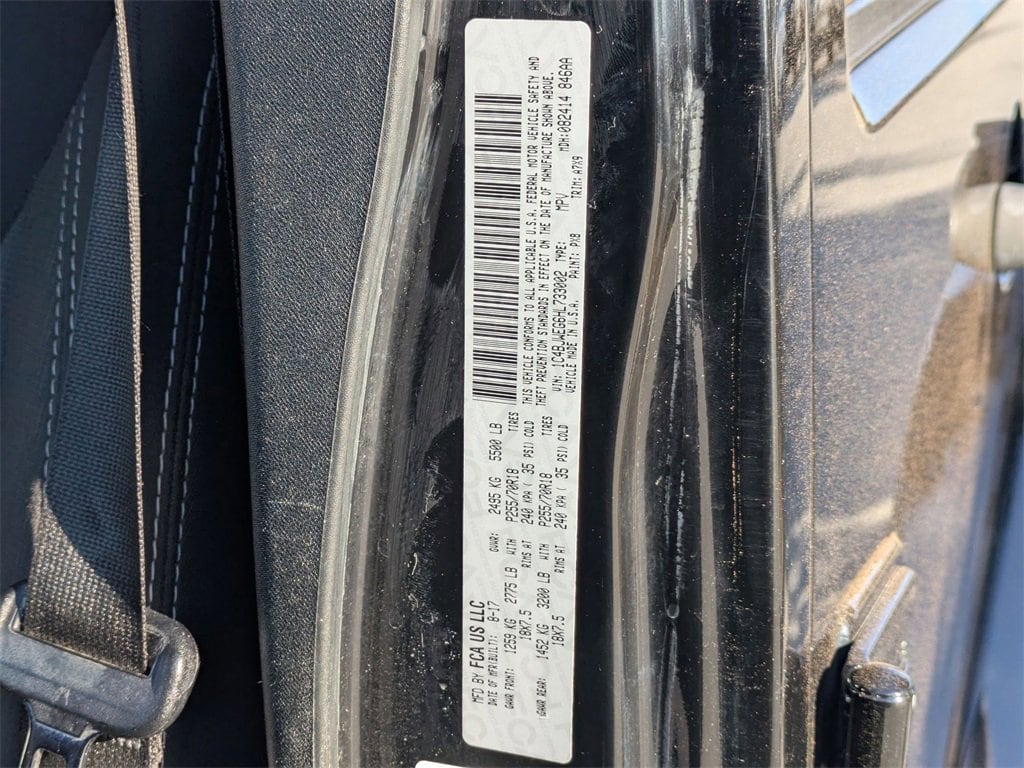 MFD BY FCA US LLC
DATE OF MFR(BUILT): 8-17 GVWR: 2495 KG 5500 LB
GAWR FRONT: 1259 KG 2775 LB WITH P255/70R18 TIRES
18X7.5 RIMS AT 240 KPA ( 35 PSI) COLD
GAWR REAR: 1452 KG 3200 LB WITH P255/70R18 TIRES
18X7.5 RIMS AT 240 KPA ( 35 PSI) COLD
THIS VEHICLE CONFORMS TO ALL APPLICABLE U.S.A. FEDERAL MOTOR VEHICLE SAFETY AND
THEFT PREVENTION STANDARDS IN EFFECT ON THE DATE OF MANUFACTURE SHOWN ABOVE.
VIN: 1C4BJWEG6HL733002 TYPE: MPV MDH:082414 846AA
VEHICLE MADE IN U.S.A. PAINT: PX8 TRIM: A7X9